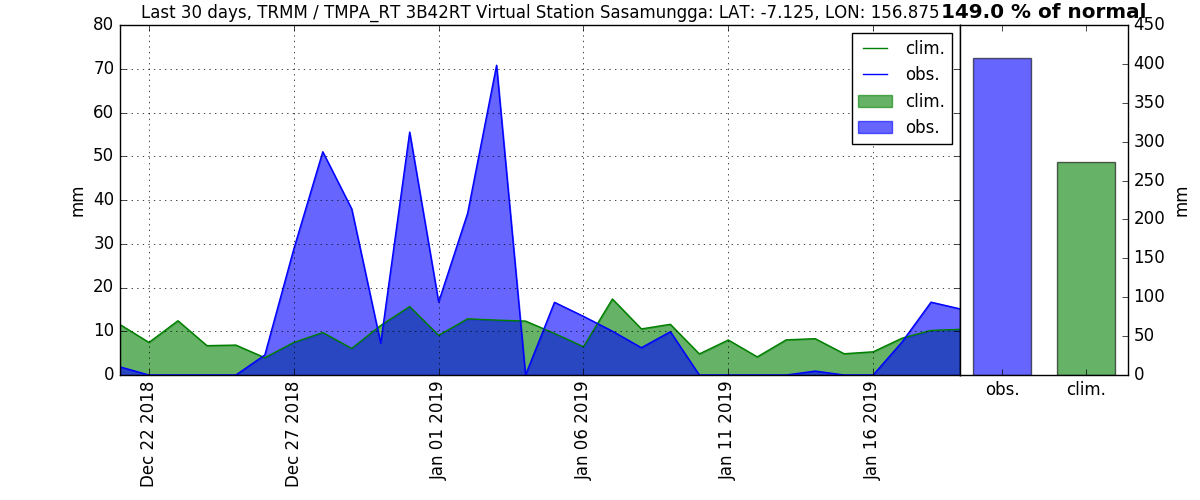 Last 30 days, TRMM / TMPA_RT 3B42RT Virtual Station Sasamungga: LAT: -7.125, LON: 156.875
149.0 % of normal
80
70
60
50
40
30
20
10
0
mm
clim.
obs.
clim.
obs.
450
400
350
300
250
200
150
100
50
0
mm
obs.
clim.
Dec 22 2018
Dec 27 2018
Jan 01 2019
Jan 06 2019
Jan 11 2019
Jan 16 2019